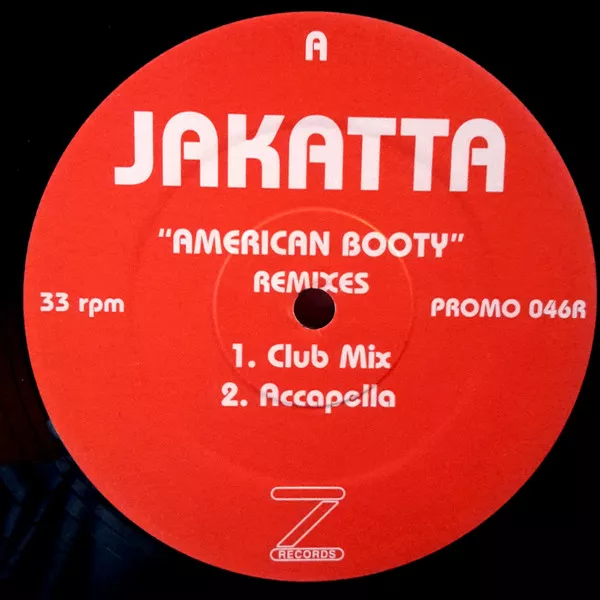 A
JAKATTA
“AMERICAN BOOTY”
REMIXES
33 rpm
PROMO 046R
1. Club Mix
2. Accapella
Z
RECORDS